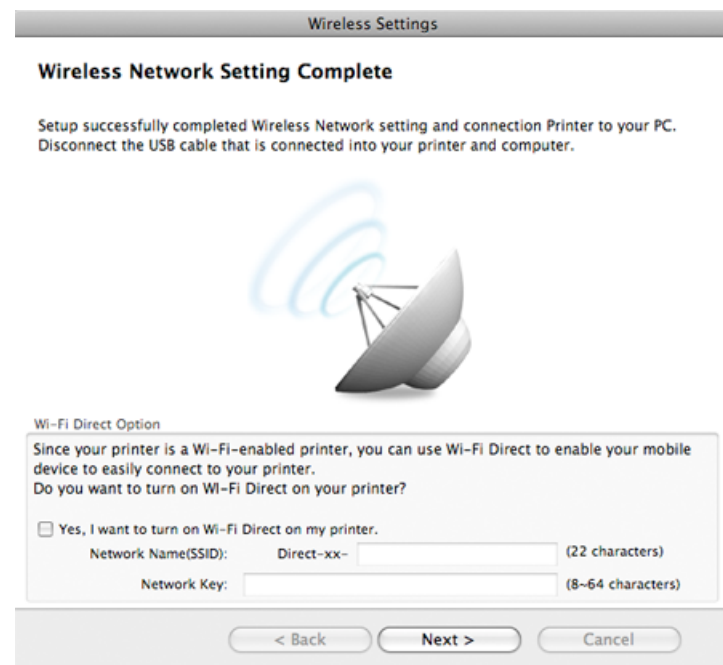 Wireless Settings
Wireless Network Setting Complete
Setup successfully completed Wireless Network setting and connection Printer to your PC.
Disconnect the USB cable that is connected into your printer and computer.
Wi-Fi Direct Option
Since your printer is a Wi-Fi-enabled printer, you can use Wi-Fi Direct to enable your mobile
device to easily connect to your printer.
Do you want to turn on WI-Fi Direct on your printer?
Yes, I want to turn on Wi-Fi Direct on my printer.
Network Name(SSID): Direct-xx- (22 characters)
Network Key: (8~64 characters)
< Back Next > Cancel